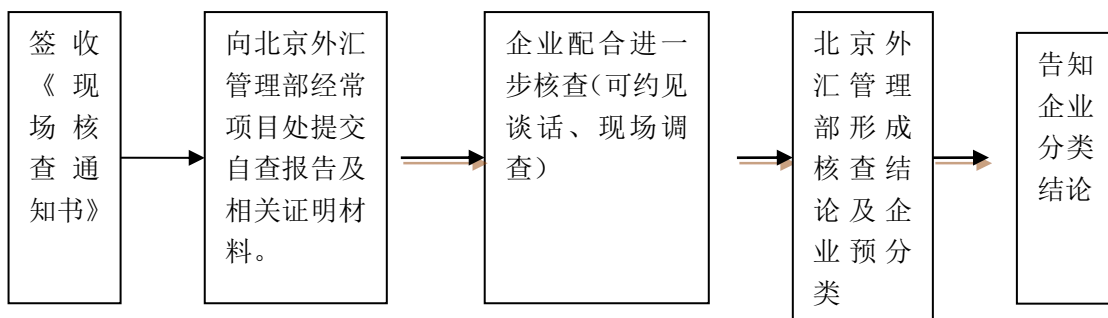 签收
《现
场核
查通
知书》
向北京外汇
管理部经常
项目处提交
自查报告及
相关证明材
料。
企业配合进一
步核查(可约见
谈话、现场调
查)
北京外
汇管理
部形成
核查结
论及企
业预分
类
告知
企业
分类
结论